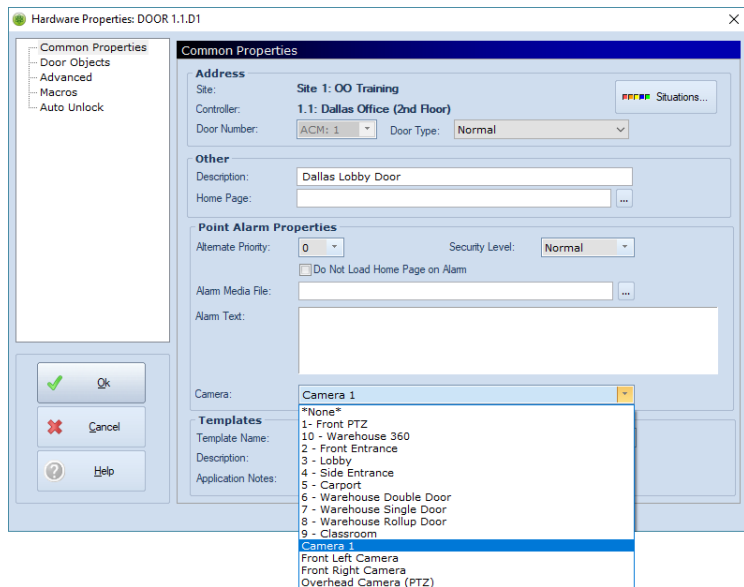 Hardware Properties: DOOR 1.1.D1
Common Properties
Door Objects
Advanced
Macros
Auto Unlock
Common Properties
Address
Site: Site 1: OO Training
Situations...
Controller: 1.1: Dallas Office (2nd Floor)
Door Number: ACM: 1 Door Type: Normal
Other
Description: Dallas Lobby Door
Home Page: ...
Point Alarm Properties
Alternate Priority: 0 Security Level: Normal
Do Not Load Home Page on Alarm
Alarm Media File: ...
Alarm Text:
Camera: Camera 1
Templates
Template Name:
Description:
Application Notes:
*None*
1- Front PTZ
10 - Warehouse 360
2 - Front Entrance
3 - Lobby
4 - Side Entrance
5 - Carport
6 - Warehouse Double Door
7 - Warehouse Single Door
8 - Warehouse Rollup Door
9 - Classroom
Camera 1
Front Left Camera
Front Right Camera
Overhead Camera (PTZ)
Ok
Cancel
Help